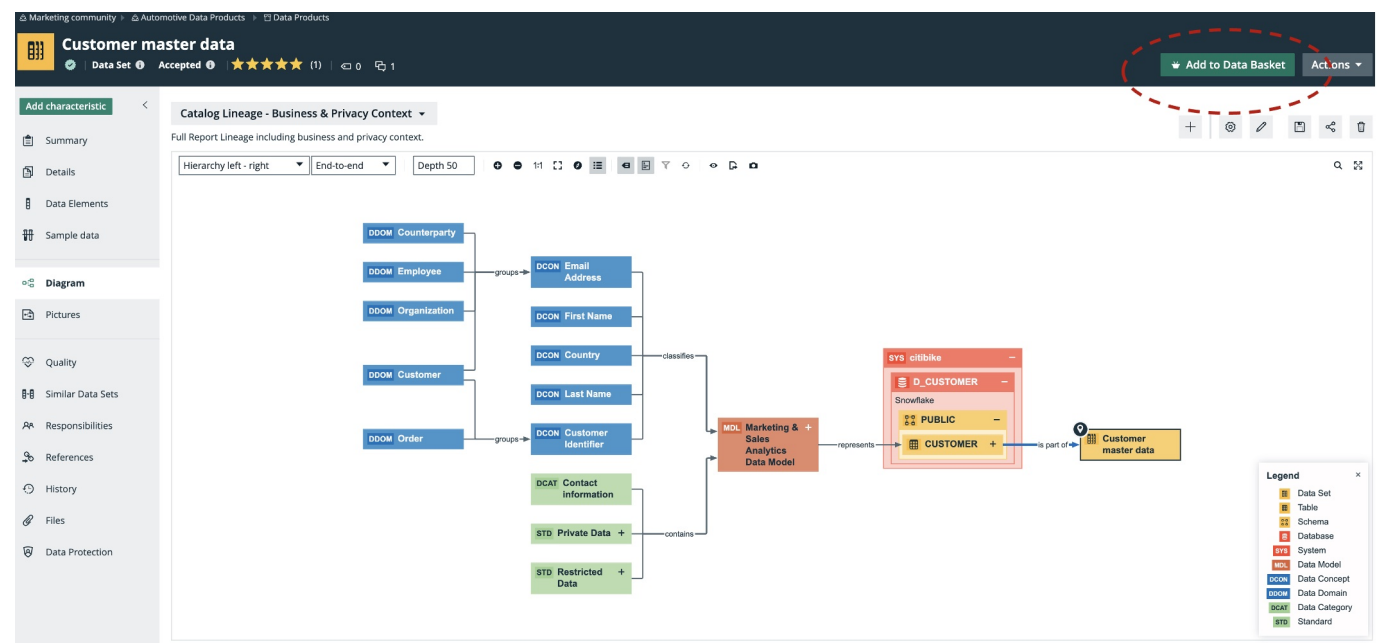 Marketing community Automotive Data Products Data Products
Customer master data
Data Set Accepted (1) 0 1
Add to Data Basket
Actions
Add characteristic
Summary
Details
Data Elements
Sample data
Diagram
Pictures
Quality
Similar Data Sets
Responsibilities
References
History
Files
Data Protection
Catalog Lineage - Business & Privacy Context
Full Report Lineage including business and privacy context.
Hierarchy left - right
End-to-end
Depth 50
1:1
DDOM Counterparty
DDOM Employee
DDOM Organization
DDOM Customer
DDOM Order
groups
groups
DCON Email
Address
DCON First Name
DCON Country
DCON Last Name
DCON Customer
Identifier
DCAT Contact
information
STD Private Data +
STD Restricted +
Data
classifies
contains
MDL Marketing & +
Sales
Analytics
Data Model
represents
SYS citibike −
D_CUSTOMER −
Snowflake
PUBLIC −
CUSTOMER +
is part of
Customer
master data
Legend ×
Data Set
Table
Schema
Database
SYS System
MDL Data Model
DCON Data Concept
DDOM Data Domain
DCAT Data Category
STD Standard